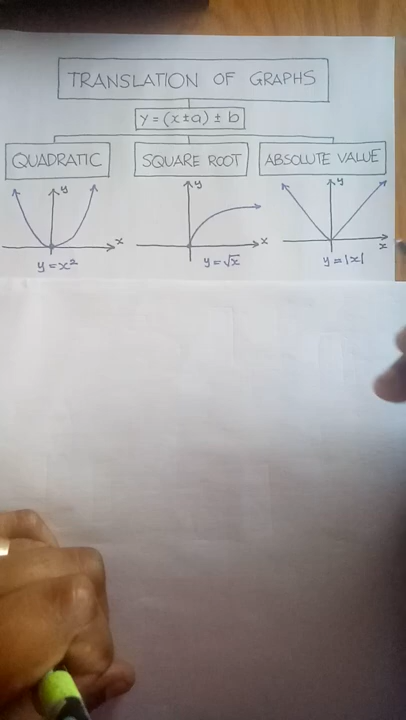 TRANSLATION OF GRAPHS
y = (x ± a) ± b
QUADRATIC SQUARE ROOT ABSOLUTE VALUE
y y y
x x x
y = x² y = √x y = |x|